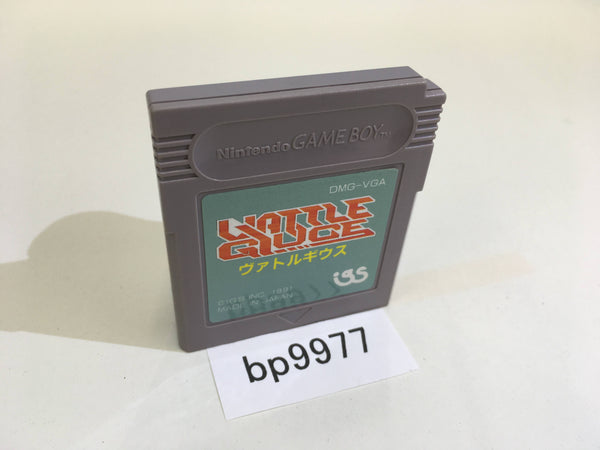 Nintendo GAME BOY TM
DMG-VGA
VATTLE
GIUCE
ヴァトルギウス
IGS
© IGS INC. 1991
MADE IN JAPAN
bp9977